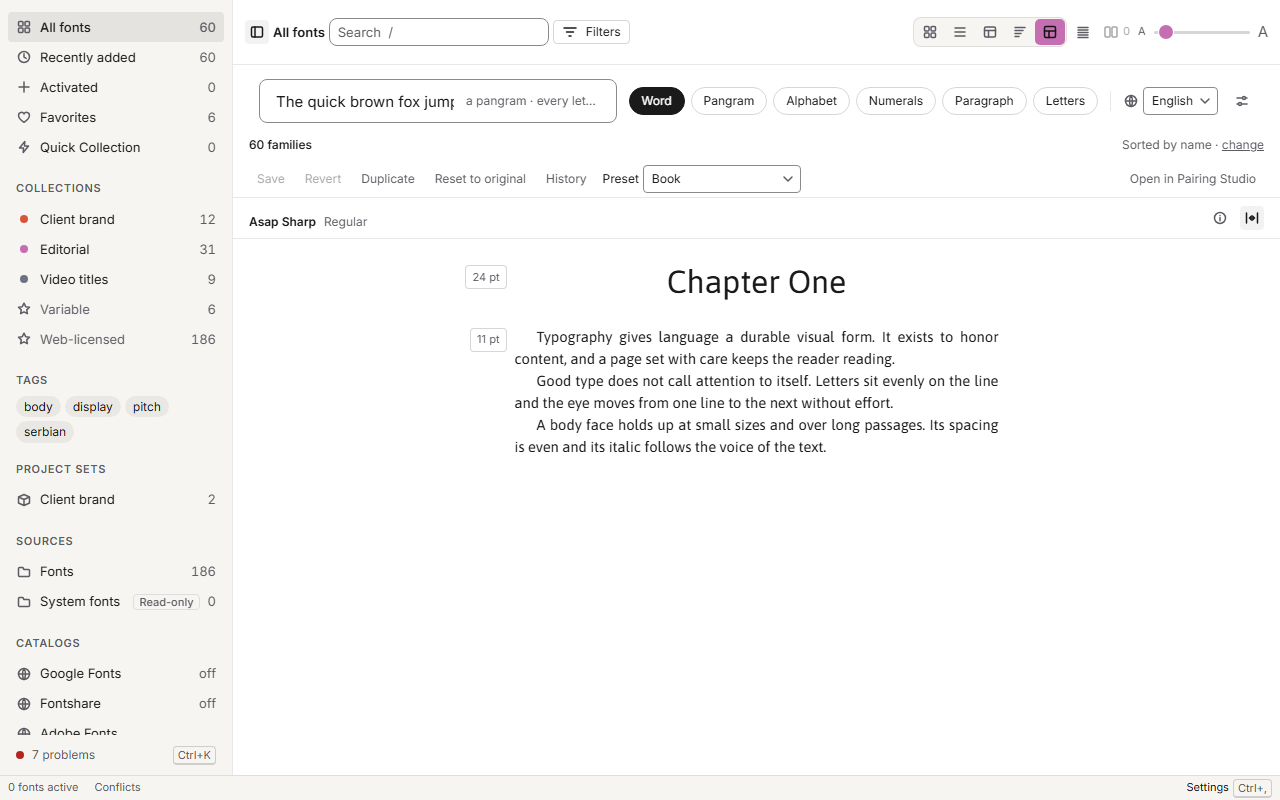 All fonts 60
Recently added 60
Activated 0
Favorites 6
Quick Collection 0
COLLECTIONS
Client brand 12
Editorial 31
Video titles 9
Variable 6
Web-licensed 186
TAGS
body display pitch
serbian
PROJECT SETS
Client brand 2
SOURCES
Fonts 186
System fonts Read-only 0
CATALOGS
Google Fonts off
Fontshare off
Adobe Fonts
7 problems Ctrl+K
All fonts Search / Filters 0 A A
The quick brown fox jump a pangram · every let... Word Pangram Alphabet Numerals Paragraph Letters English
60 families Sorted by name · change
Save Revert Duplicate Reset to original History Preset Book Open in Pairing Studio
Asap Sharp Regular
24 pt Chapter One
11 pt Typography gives language a durable visual form. It exists to honor
content, and a page set with care keeps the reader reading.
Good type does not call attention to itself. Letters sit evenly on the line
and the eye moves from one line to the next without effort.
A body face holds up at small sizes and over long passages. Its spacing
is even and its italic follows the voice of the text.
0 fonts active Conflicts Settings Ctrl+,